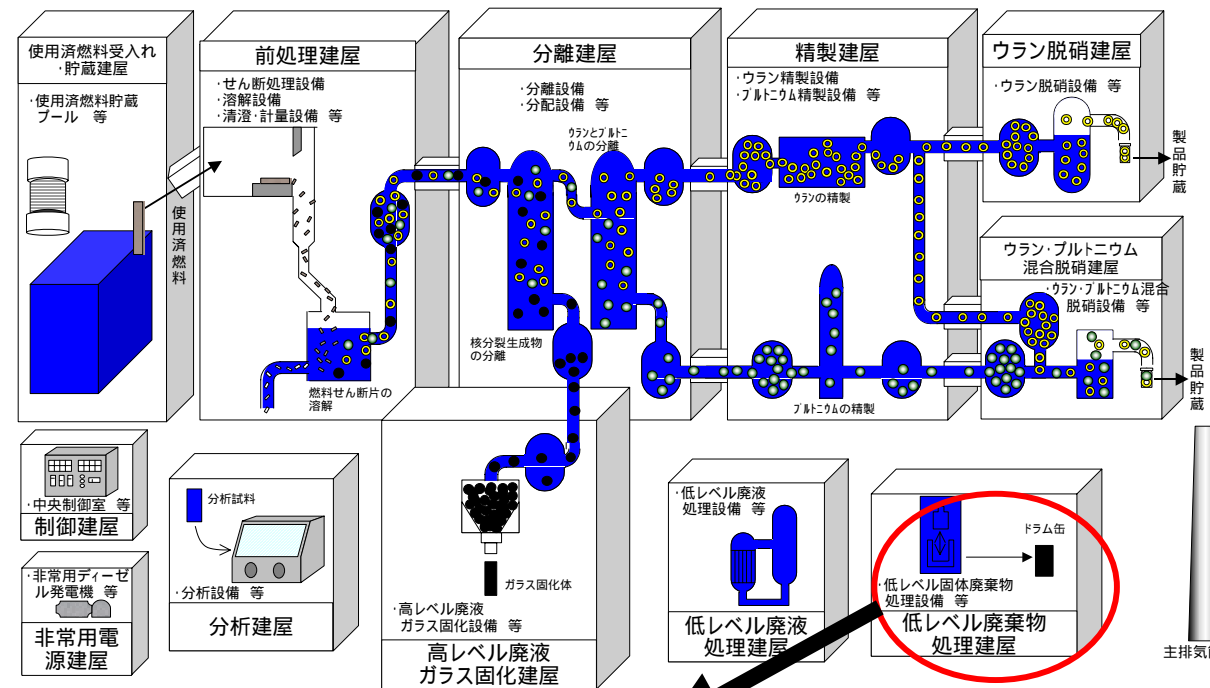 使用済燃料受入れ
・貯蔵建屋
・使用済燃料貯蔵
プール 等
使用済燃料
前処理建屋
・せん断処理設備
・溶解設備
・清澄・計量設備 等
燃料せん断片の
溶解
分離建屋
・分離設備
・分配設備 等
ウランとプルトニ
ウムの分離
核分裂生成物
の分離
精製建屋
・ウラン精製設備
・プルトニウム精製設備 等
ウランの精製
プルトニウムの精製
ウラン脱硝建屋
・ウラン脱硝設備 等
製品貯蔵
ウラン・プルトニウム
混合脱硝建屋
・ウラン・プルトニウム混合
脱硝設備 等
製品貯蔵
・中央制御室 等
制御建屋
・非常用ディーゼ
ル発電機 等
非常用電
源建屋
分析試料
・分析設備 等
分析建屋
ガラス固化体
・高レベル廃液
ガラス固化設備 等
高レベル廃液
ガラス固化建屋
・低レベル廃液
処理設備 等
低レベル廃液
処理建屋
ドラム缶
・低レベル固体廃棄物
処理設備 等
低レベル廃棄物
処理建屋
主排気